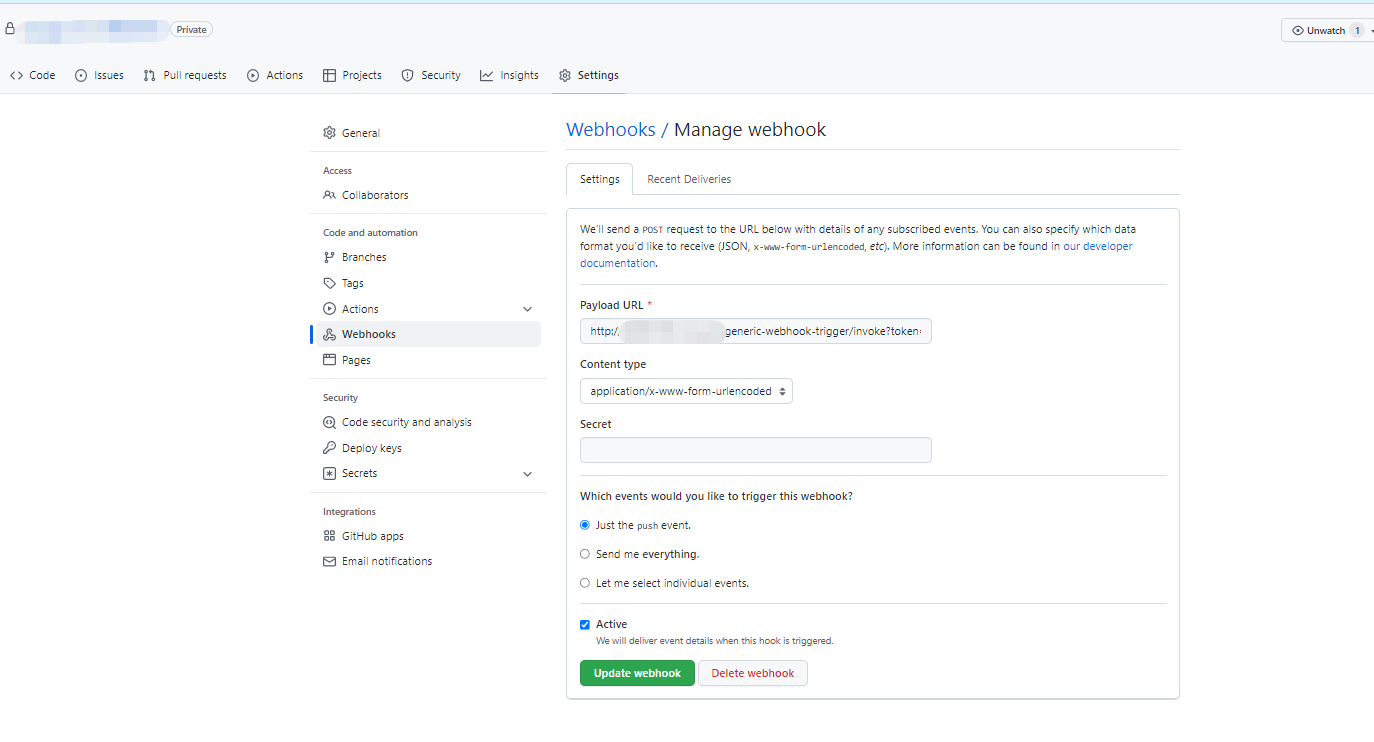 Private
Unwatch 1
Code Issues Pull requests Actions Projects Security Insights Settings
General
Access
Collaborators
Code and automation
Branches
Tags
Actions
Webhooks
Pages
Security
Code security and analysis
Deploy keys
Secrets
Integrations
GitHub apps
Email notifications
Webhooks / Manage webhook
Settings Recent Deliveries
We'll send a POST request to the URL below with details of any subscribed events. You can also specify which data
format you'd like to receive (JSON, x-www-form-urlencoded, etc). More information can be found in our developer
documentation.
Payload URL *
http:/ generic-webhook-trigger/invoke?token=
Content type
application/x-www-form-urlencoded
Secret
Which events would you like to trigger this webhook?
Just the push event.
Send me everything.
Let me select individual events.
Active
We will deliver event details when this hook is triggered.
Update webhook Delete webhook